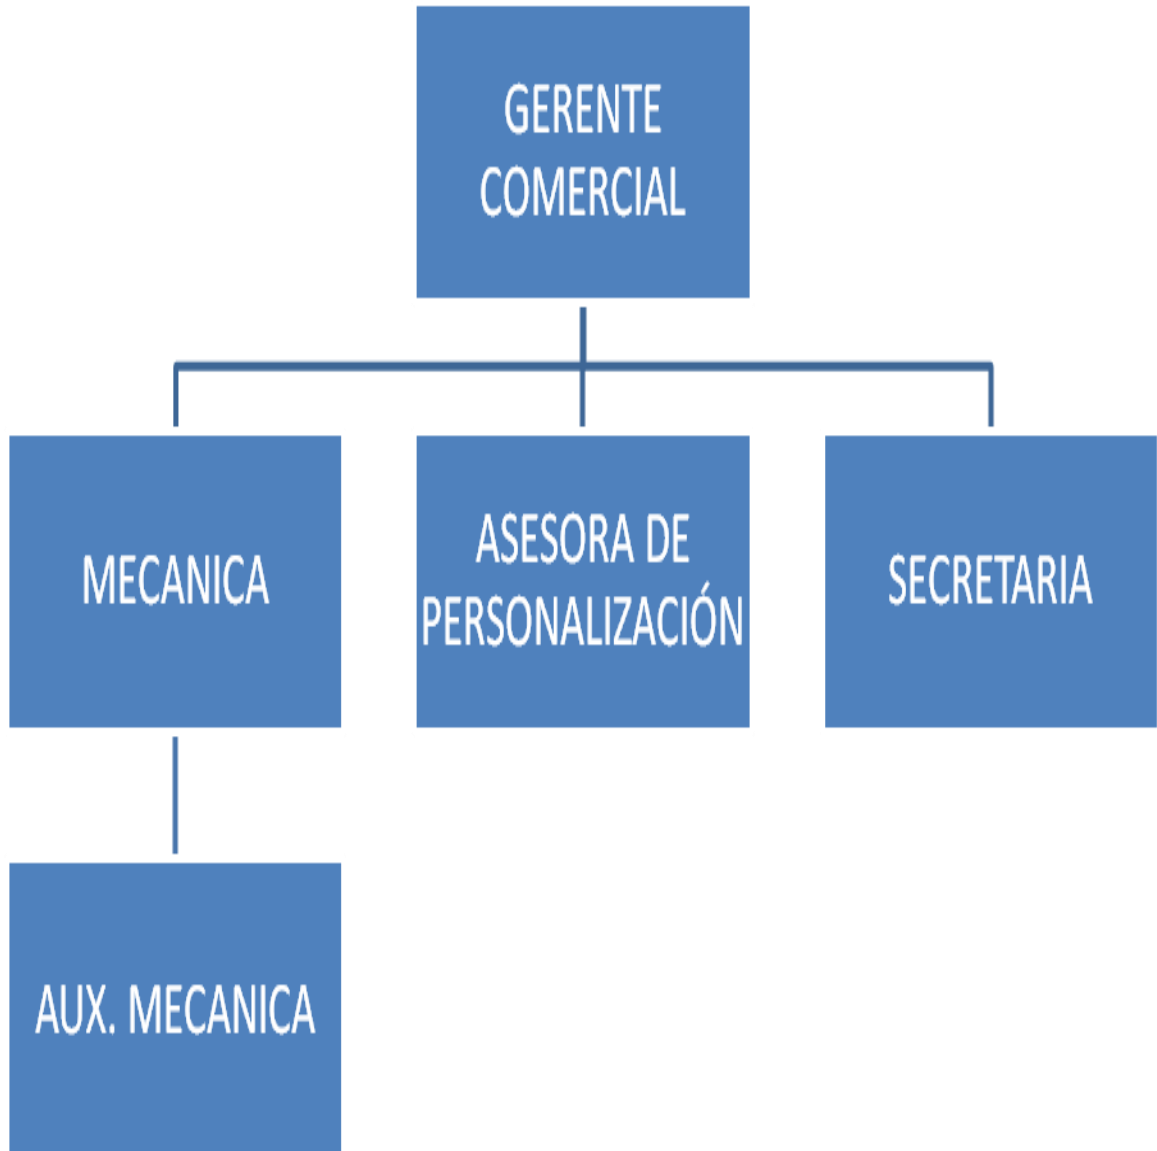 GERENTE
COMERCIAL
MECANICA
ASESORA DE
PERSONALIZACIÓN
SECRETARIA
AUX. MECANICA